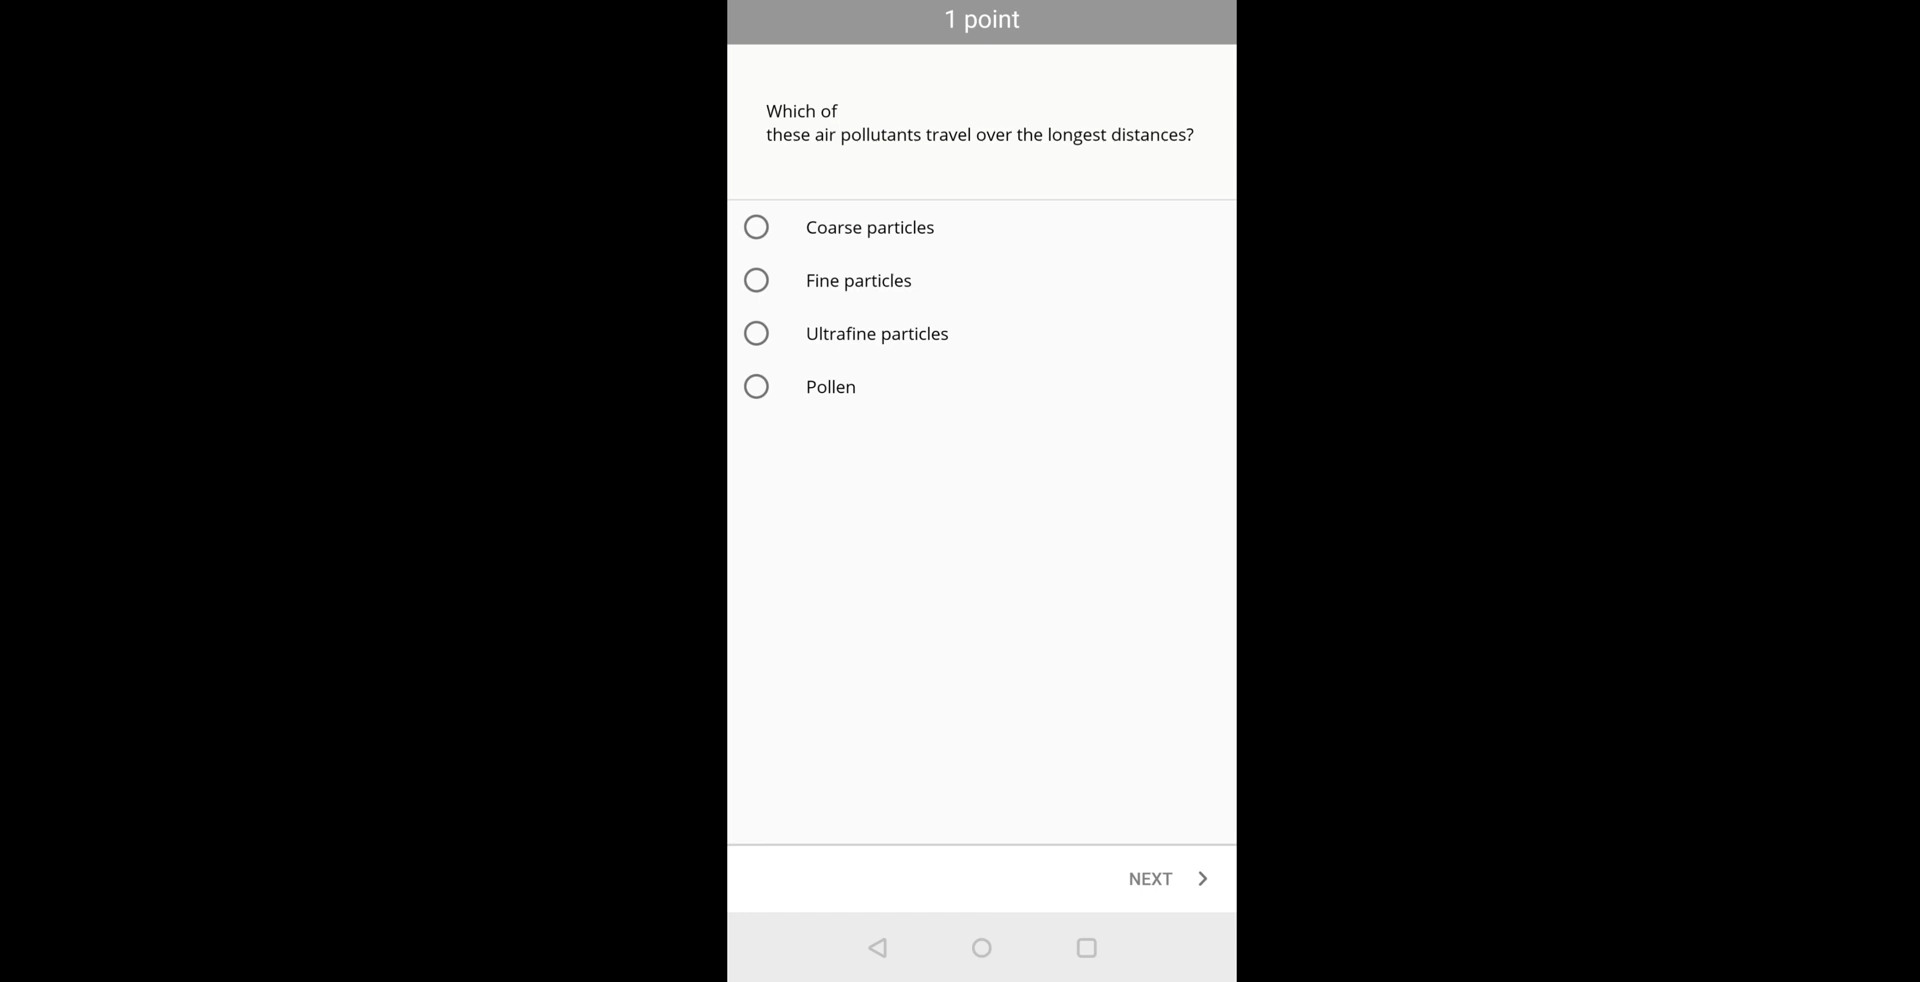 1 point
Which of
these air pollutants travel over the longest distances?
Coarse particles
Fine particles
Ultrafine particles
Pollen
NEXT